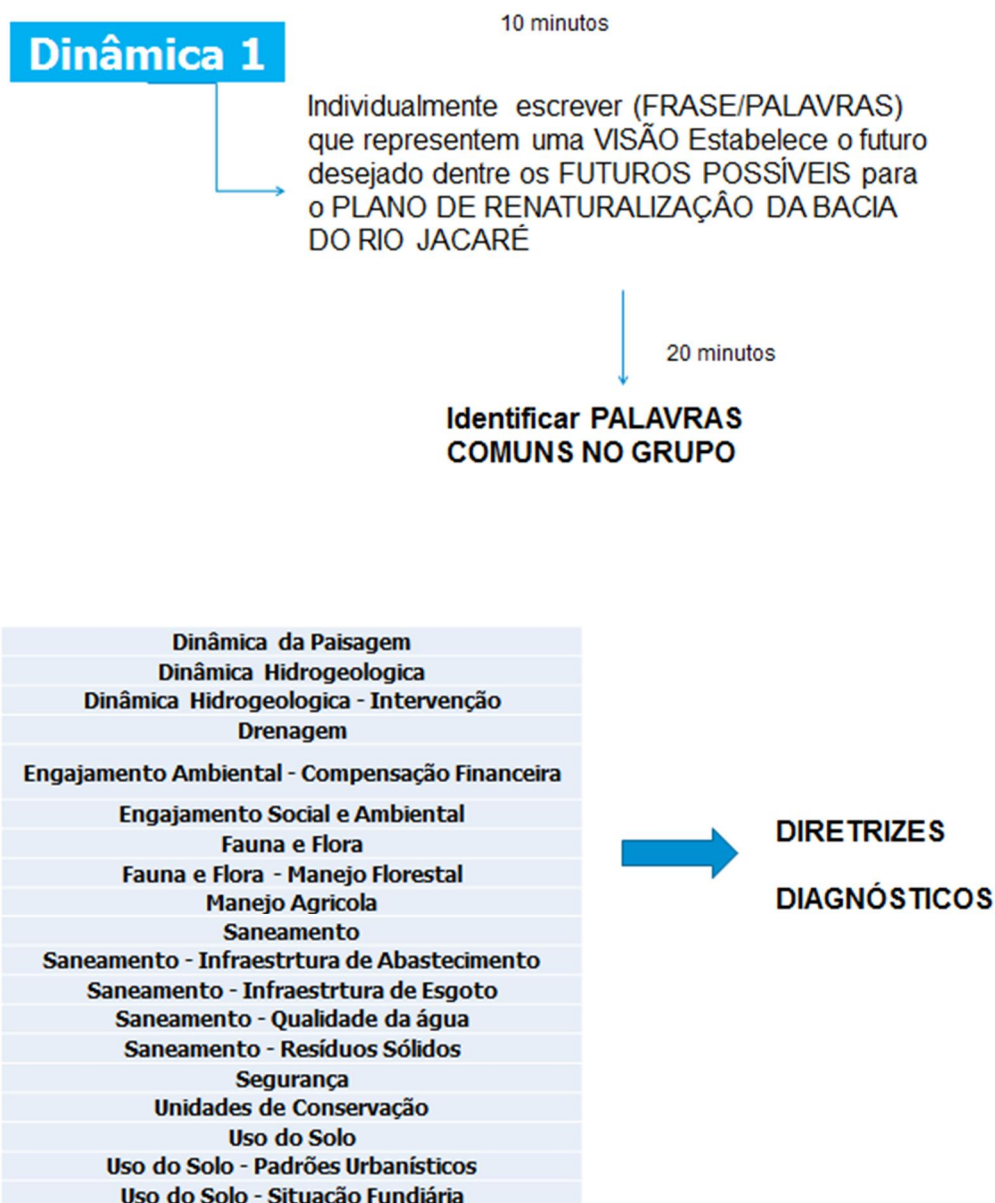 10 minutos
Dinâmica 1
Individualmente escrever (FRASE/PALAVRAS)
que representem uma VISÃO Estabelece o futuro
desejado dentre os FUTUROS POSSÍVEIS para
o PLANO DE RENATURALIZAÇÂO DA BACIA
DO RIO JACARÉ
20 minutos
Identificar PALAVRAS
COMUNS NO GRUPO
Dinâmica da Paisagem
Dinâmica Hidrogeologica
Dinâmica Hidrogeologica - Intervenção
Drenagem
Engajamento Ambiental - Compensação Financeira
Engajamento Social e Ambiental
Fauna e Flora
Fauna e Flora - Manejo Florestal
Manejo Agricola
Saneamento
Saneamento - Infraestrtura de Abastecimento
Saneamento - Infraestrtura de Esgoto
Saneamento - Qualidade da água
Saneamento - Resíduos Sólidos
Segurança
Unidades de Conservação
Uso do Solo
Uso do Solo - Padrões Urbanísticos
Uso do Solo - Situação Fundiária
DIRETRIZES
DIAGNÓSTICOS